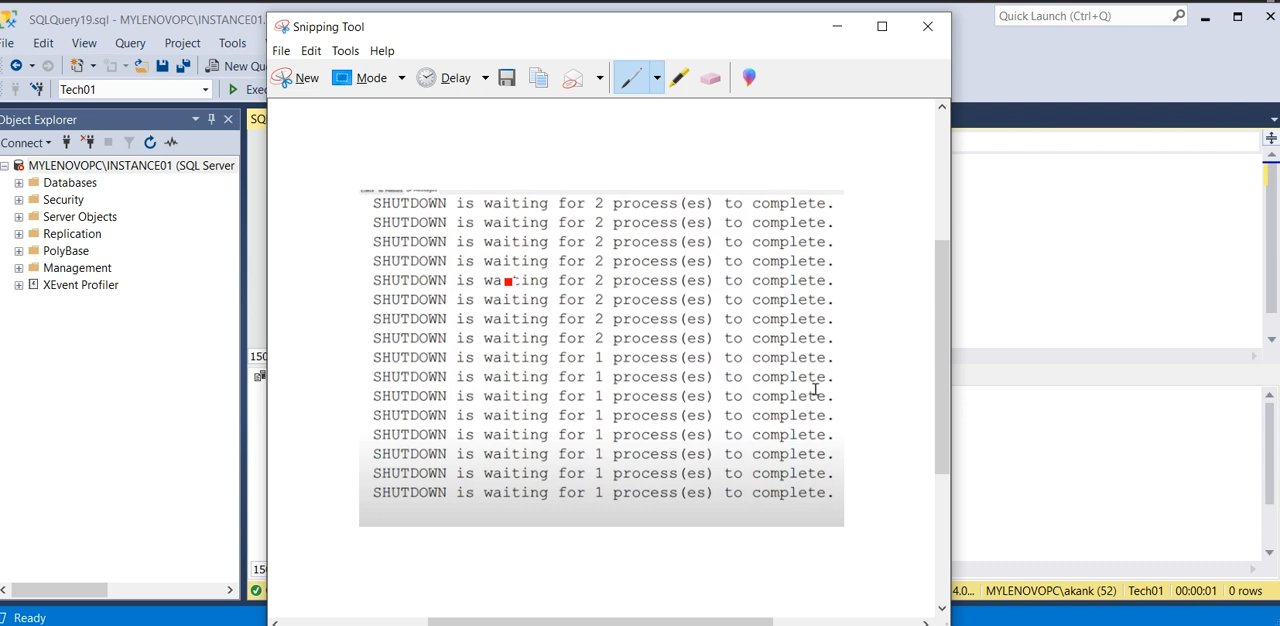 SQLQuery19.sql - MYLENOVOPC\INSTANCE01.
Quick Launch (Ctrl+Q)
File Edit View Query Project Tools
New Qu
Tech01
Exec
Object Explorer
Connect
MYLENOVOPC\INSTANCE01 (SQL Server
Databases
Security
Server Objects
Replication
PolyBase
Management
XEvent Profiler
SQ
150
150
Snipping Tool
File Edit Tools Help
New Mode Delay
SHUTDOWN is waiting for 2 process(es) to complete.
SHUTDOWN is waiting for 2 process(es) to complete.
SHUTDOWN is waiting for 2 process(es) to complete.
SHUTDOWN is waiting for 2 process(es) to complete.
SHUTDOWN is waiting for 2 process(es) to complete.
SHUTDOWN is waiting for 2 process(es) to complete.
SHUTDOWN is waiting for 2 process(es) to complete.
SHUTDOWN is waiting for 2 process(es) to complete.
SHUTDOWN is waiting for 1 process(es) to complete.
SHUTDOWN is waiting for 1 process(es) to complete.
SHUTDOWN is waiting for 1 process(es) to complete.
SHUTDOWN is waiting for 1 process(es) to complete.
SHUTDOWN is waiting for 1 process(es) to complete.
SHUTDOWN is waiting for 1 process(es) to complete.
SHUTDOWN is waiting for 1 process(es) to complete.
SHUTDOWN is waiting for 1 process(es) to complete.
4.0... MYLENOVOPC\akank (52) Tech01 00:00:01 0 rows
Ready